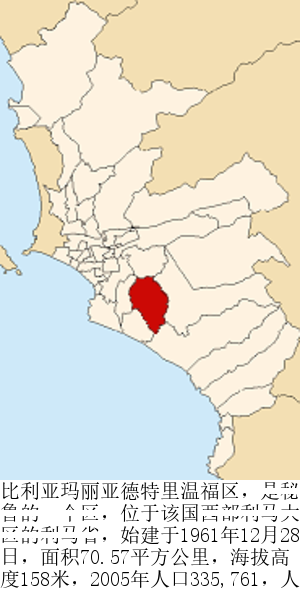 比利亚玛丽亚德特里温福区，是秘
鲁的一个区，位于该国西部利马大
区的利马省，始建于1961年12月28
日，面积70.57平方公里，海拔高
度158米，2005年人口335,761，人